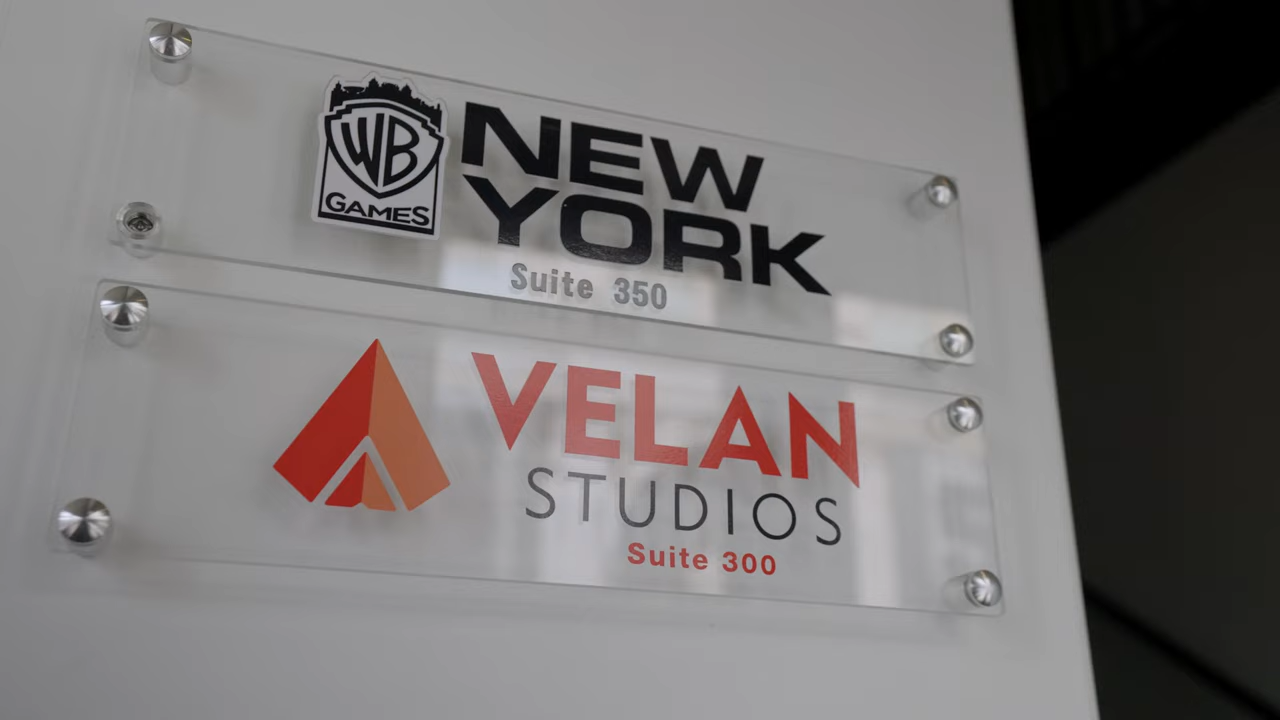 WB
GAMES
NEW
YORK
Suite 350
VELAN
STUDIOS
Suite 300